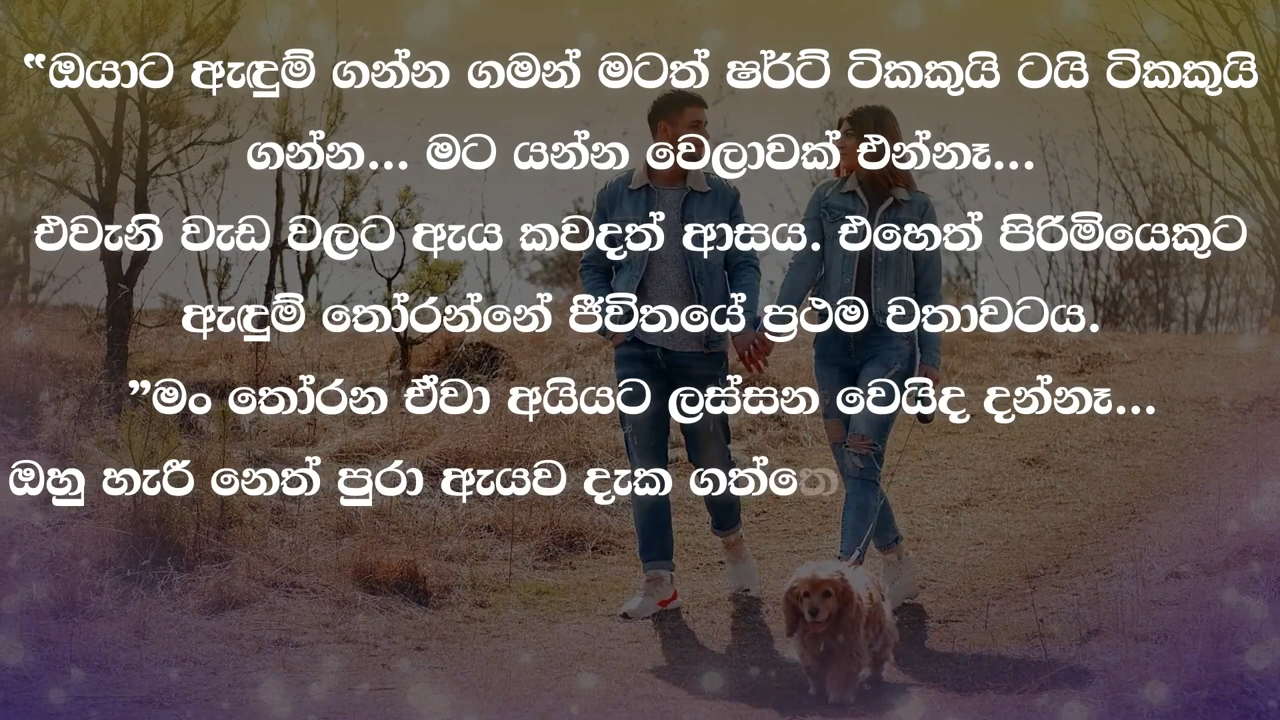 “ඔයාට ඇඳුම් ගන්න ගමන් මටත් ෂර්ට් ටිකකුයි ටයි ටිකකුයි
ගන්න... මට යන්න වෙලාවක් එන්නෑ...
එවැනි වැඩ වලට ඇය කවදත් ආසය. එහෙත් පිරිමියෙකුට
ඇඳුම් තෝරන්නේ ජීවිතයේ ප්‍රථම වතාවටය.
”මං තෝරන ඒවා අයියට ලස්සන වෙයිද දන්නෑ...
ඔහු හැරී නෙත් පුරා ඇයව දැක ගත්තෙ